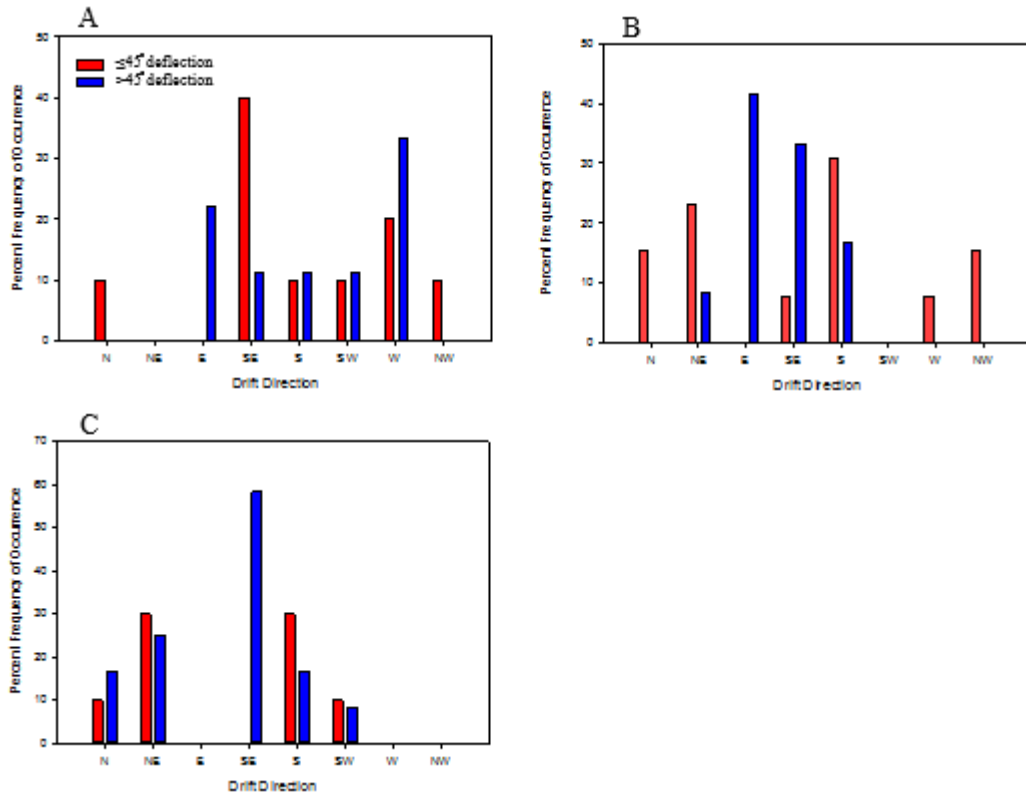 A
50
40
30
20
10
0
Percent Frequency of Occurrence
≤45° deflection
>45° deflection
N NE E SE S SW W NW
Drift Direction
B
50
40
30
20
10
0
Percent Frequency of Occurrence
N NE E SE S SW W NW
Drift Direction
C
70
60
50
40
30
20
10
0
Percent Frequency of Occurrence
N NE E SE S SW W NW
Drift Direction